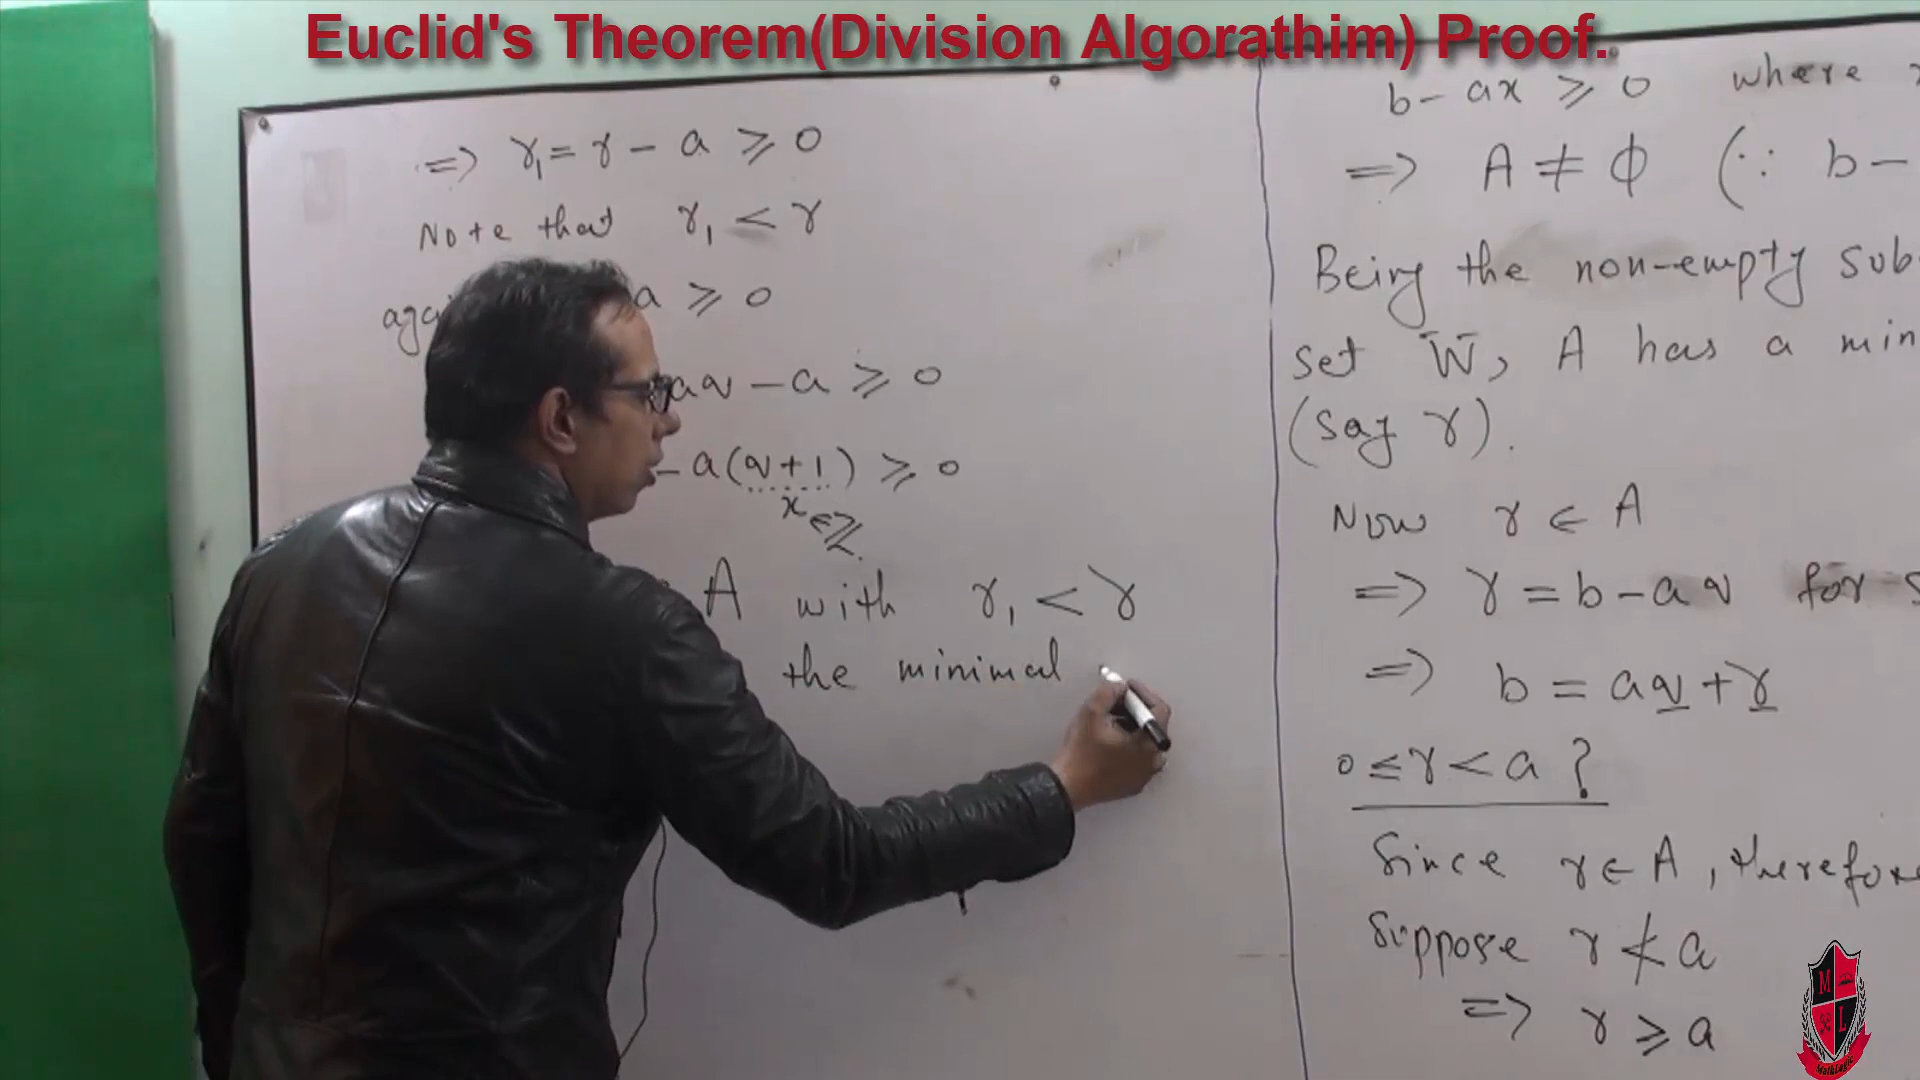 Euclid's Theorem(Division Algorathim) Proof.
=> r₁ = r - a ⩾ 0
Note that r₁ < r
a ⩾ 0
aq - a ⩾ 0
- a(q+1) ⩾ 0
x ∈ ℤ
A with r₁ < r
the minimal
b - ax ⩾ 0 where
=> A ≠ ϕ (∵ b -
Being the non-empty sub
set W, A has a min
(say r).
Now r ∈ A
=> r = b - aq for
=> b = aq + r
0 ≤ r < a ?
Since r ∈ A, therefore
Suppose r ≮ a
=> r ⩾ a
M
L
MathLogic